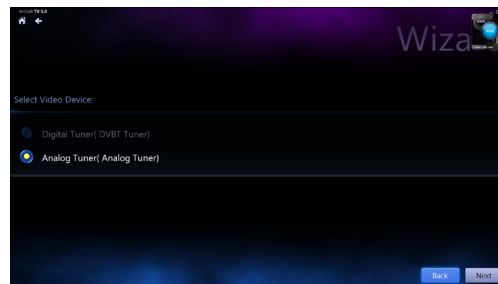 ArcSoft TV 5.0
Wiza
Select Video Device:
Digital Tuner( DVBT Tuner)
Analog Tuner( Analog Tuner)
Back
Next